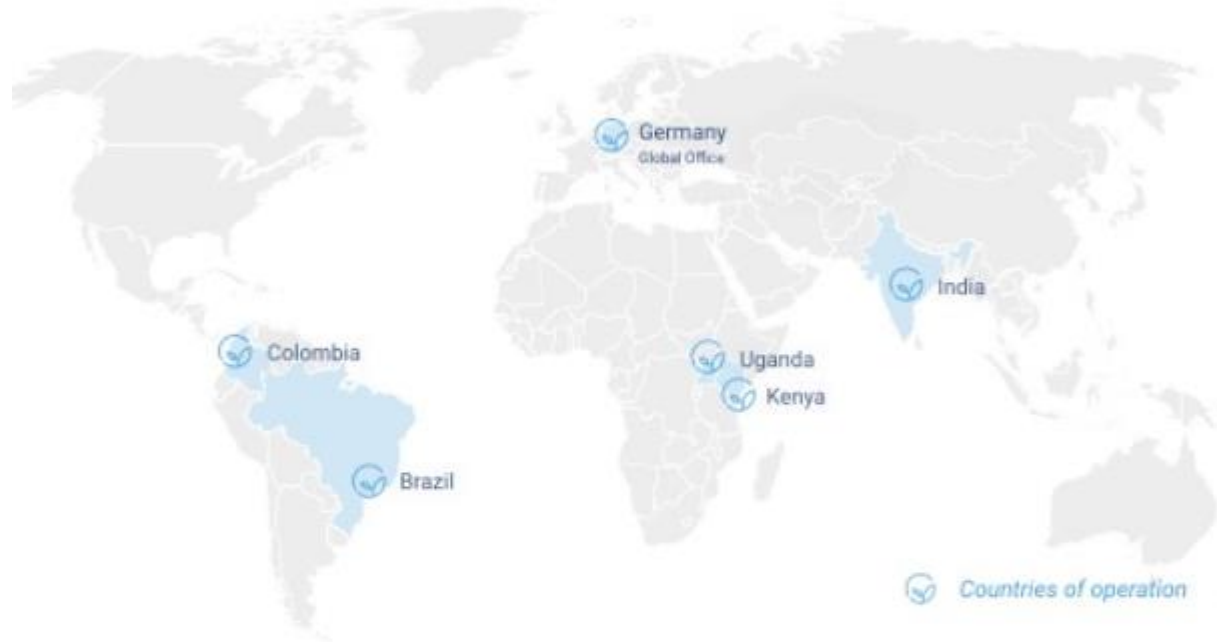 Germany
Global Office
India
Colombia
Uganda
Kenya
Brazil
Countries of operation